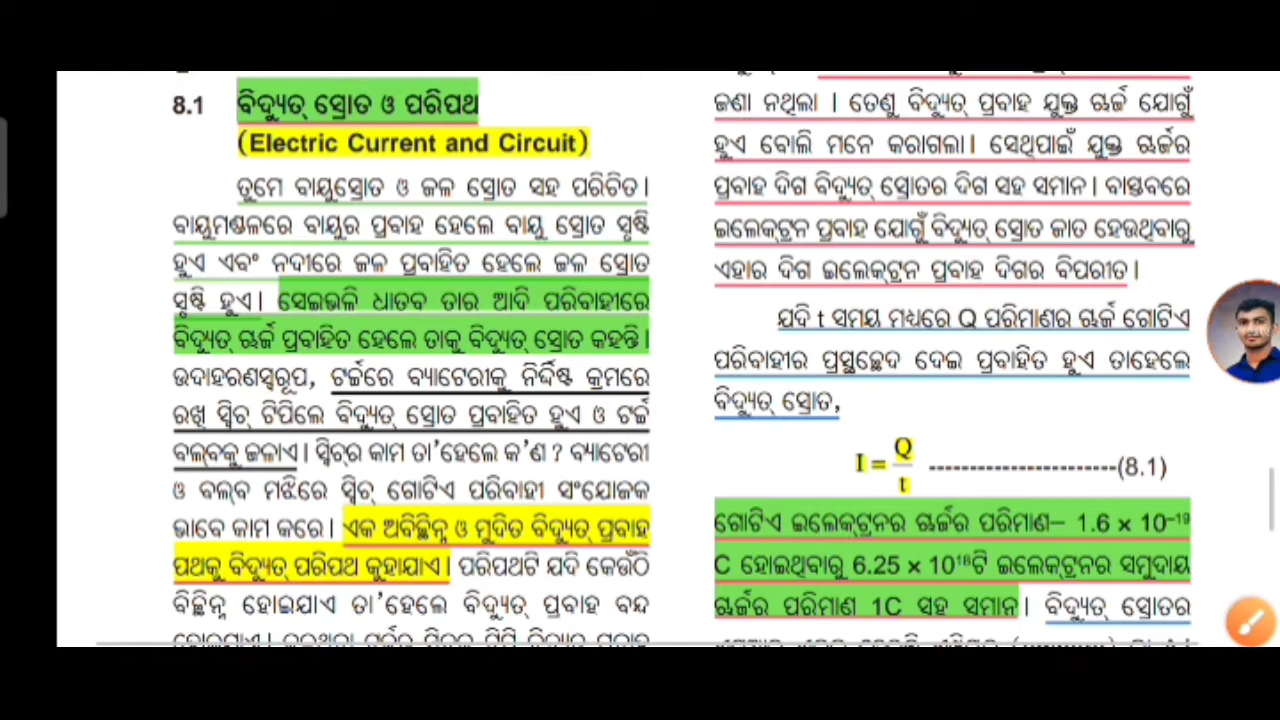 8.1 ବିଦ୍ୟୁତ୍ ସ୍ରୋତ ଓ ପରିପଥ
(Electric Current and Circuit)
ତୁମେ ବାୟୁସ୍ରୋତ ଓ ଜଳ ସ୍ରୋତ ସହ ପରିଚିତ।
ବାୟୁମଣ୍ଡଳରେ ବାୟୁର ପ୍ରବାହ ହେଲେ ବାୟୁ ସ୍ରୋତ ସୃଷ୍ଟି
ହୁଏ ଏବଂ ନଦୀରେ ଜଳ ପ୍ରବାହିତ ହେଲେ ଜଳ ସ୍ରୋତ
ସୃଷ୍ଟି ହୁଏ। ସେଇଭଳି ଧାତବ ତାର ଆଦି ପରିବାହୀରେ
ବିଦ୍ୟୁତ୍ ଚାର୍ଜ ପ୍ରବାହିତ ହେଲେ ତାକୁ ବିଦ୍ୟୁତ୍ ସ୍ରୋତ କହନ୍ତି।
ଉଦାହରଣସ୍ୱରୂପ, ଟର୍ଚ୍ଚରେ ବ୍ୟାଟେରୀକୁ ନିର୍ଦ୍ଦିଷ୍ଟ କ୍ରମରେ
ରଖି ସ୍ୱିଚ୍ ଟିପିଲେ ବିଦ୍ୟୁତ୍ ସ୍ରୋତ ପ୍ରବାହିତ ହୁଏ ଓ ଟର୍ଚ୍ଚ
ବଲ୍‌ବକୁ ଜଳାଏ। ସ୍ୱିଚ୍‌ର କାମ ତା'ହେଲେ କ'ଣ ? ବ୍ୟାଟେରୀ
ଓ ବଲ୍‌ବ ମଝିରେ ସ୍ୱିଚ୍ ଗୋଟିଏ ପରିବାହୀ ସଂଯୋଜକ
ଭାବେ କାମ କରେ। ଏକ ଅବିଚ୍ଛିନ୍ନ ଓ ମୁଦିତ ବିଦ୍ୟୁତ୍ ପ୍ରବାହ
ପଥକୁ ବିଦ୍ୟୁତ୍ ପରିପଥ କୁହାଯାଏ। ପରିପଥଟି ଯଦି କେଉଁଠି
ବିଚ୍ଛିନ୍ନ ହୋଇଯାଏ ତା'ହେଲେ ବିଦ୍ୟୁତ୍ ପ୍ରବାହ ବନ୍ଦ
ଜଣା ନଥିଲା । ତେଣୁ ବିଦ୍ୟୁତ୍ ପ୍ରବାହ ଯୁକ୍ତ ଚାର୍ଜ ଯୋଗୁଁ
ହୁଏ ବୋଲି ମନେ କରାଗଲା। ସେଥିପାଇଁ ଯୁକ୍ତ ଚାର୍ଜର
ପ୍ରବାହ ଦିଗ ବିଦ୍ୟୁତ୍ ସ୍ରୋତର ଦିଗ ସହ ସମାନ। ବାସ୍ତବରେ
ଇଲେକ୍ଟ୍ରନ ପ୍ରବାହ ଯୋଗୁଁ ବିଦ୍ୟୁତ୍ ସ୍ରୋତ ଜାତ ହେଉଥିବାରୁ
ଏହାର ଦିଗ ଇଲେକ୍ଟ୍ରନ ପ୍ରବାହ ଦିଗର ବିପରୀତ।
ଯଦି t ସମୟ ମଧ୍ୟରେ Q ପରିମାଣର ଚାର୍ଜ ଗୋଟିଏ
ପରିବାହୀର ପ୍ରସ୍ଥଚ୍ଛେଦ ଦେଇ ପ୍ରବାହିତ ହୁଏ ତାହେଲେ
ବିଦ୍ୟୁତ୍ ସ୍ରୋତ,
I = Q/t -----------------------(8.1)
ଗୋଟିଏ ଇଲେକ୍ଟ୍ରନର ଚାର୍ଜର ପରିମାଣ– 1.6 × 10⁻¹⁹
C ହୋଇଥିବାରୁ 6.25 × 10¹⁸ଟି ଇଲେକ୍ଟ୍ରନର ସମୁଦାୟ
ଚାର୍ଜର ପରିମାଣ 1C ସହ ସମାନ। ବିଦ୍ୟୁତ୍ ସ୍ରୋତର